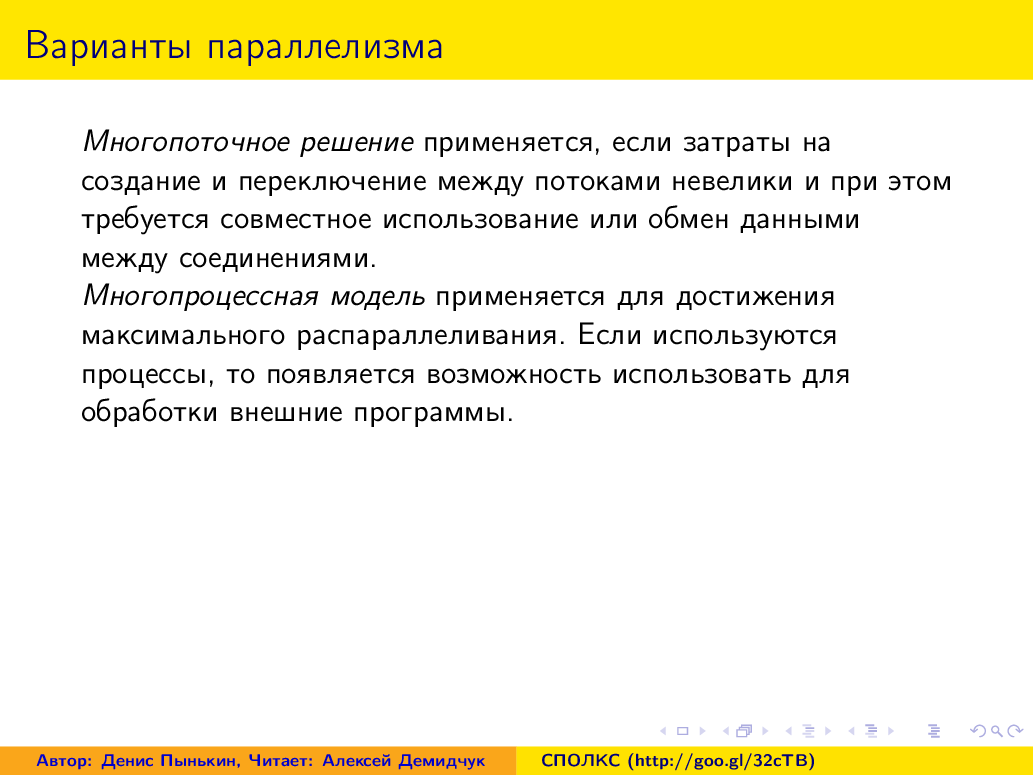 Варианты параллелизма
Многопоточное решение применяется, если затраты на
создание и переключение между потоками невелики и при этом
требуется совместное использование или обмен данными
между соединениями.
Многопроцессная модель применяется для достижения
максимального распараллеливания. Если используются
процессы, то появляется возможность использовать для
обработки внешние программы.
Автор: Денис Пынькин, Читает: Алексей Демидчук
СПОЛКС (http://goo.gl/32cTB)